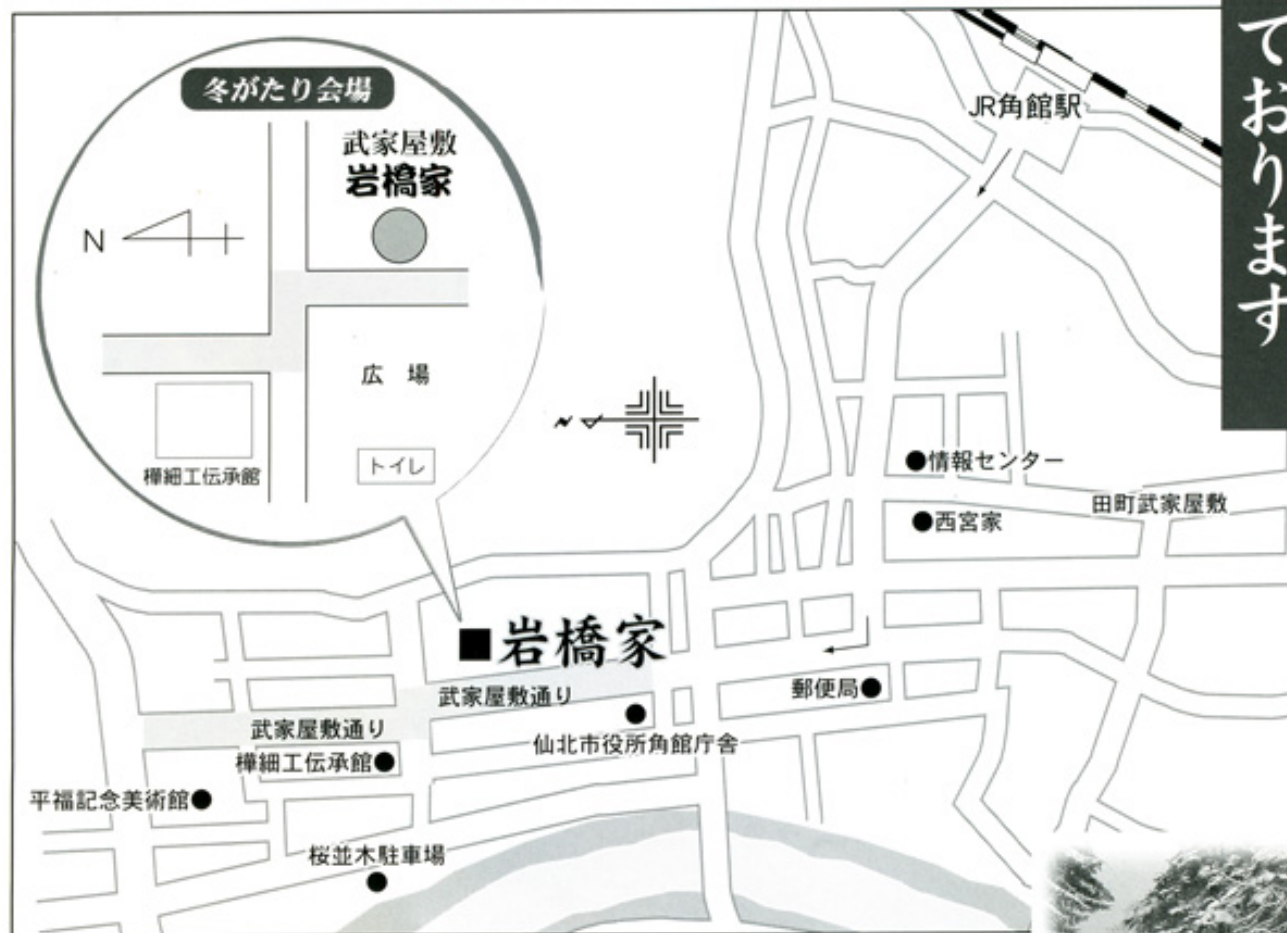 ております
冬がたり会場
武家屋敷
岩橋家
N
広 場
トイレ
樺細工伝承館
JR角館駅
N
●情報センター
●西宮家
田町武家屋敷
■岩橋家
武家屋敷通り
郵便局●
武家屋敷通り
仙北市役所角館庁舎
樺細工伝承館●
平福記念美術館●
桜並木駐車場